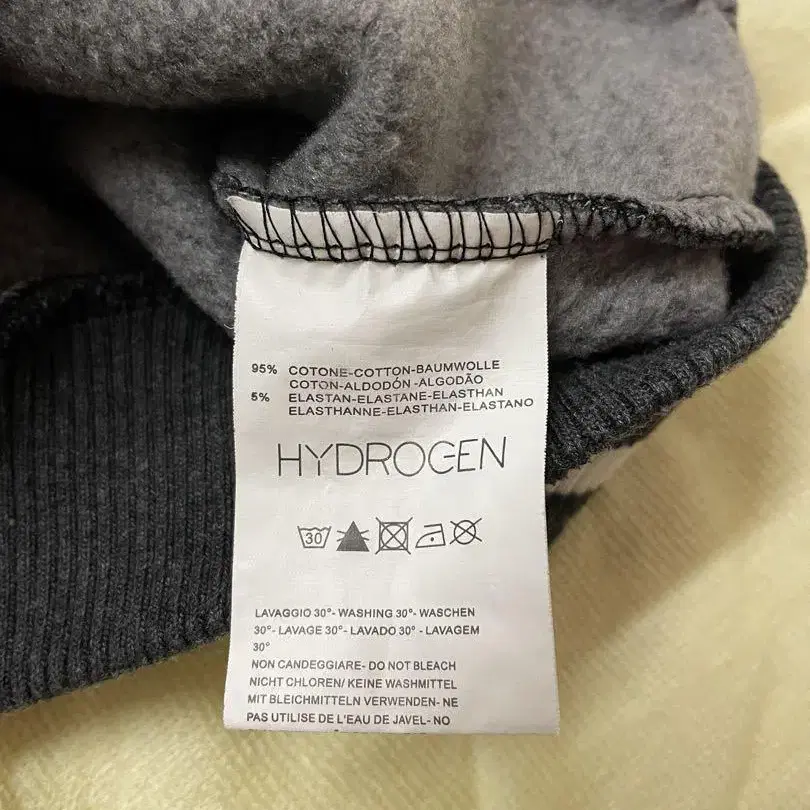 95% COTONE-COTTON-BAUMWOLLE
COTON-ALDODÓN -ALGODÃO
5% ELASTAN-ELASTANE-ELASTHAN
ELASTHANNE-ELASTHAN-ELASTANO
HYDROGEN
30
LAVAGGIO 30°- WASHING 30°- WASCHEN
30°- LAVAGE 30°- LAVADO 30° - LAVAGEM
30°
NON CANDEGGIARE- DO NOT BLEACH
NICHT CHLOREN/ KEINE WASHMITTEL
MIT BLEICHMITTELN VERWENDEN- NE
PAS UTILISE DE L'EAU DE JAVEL- NO